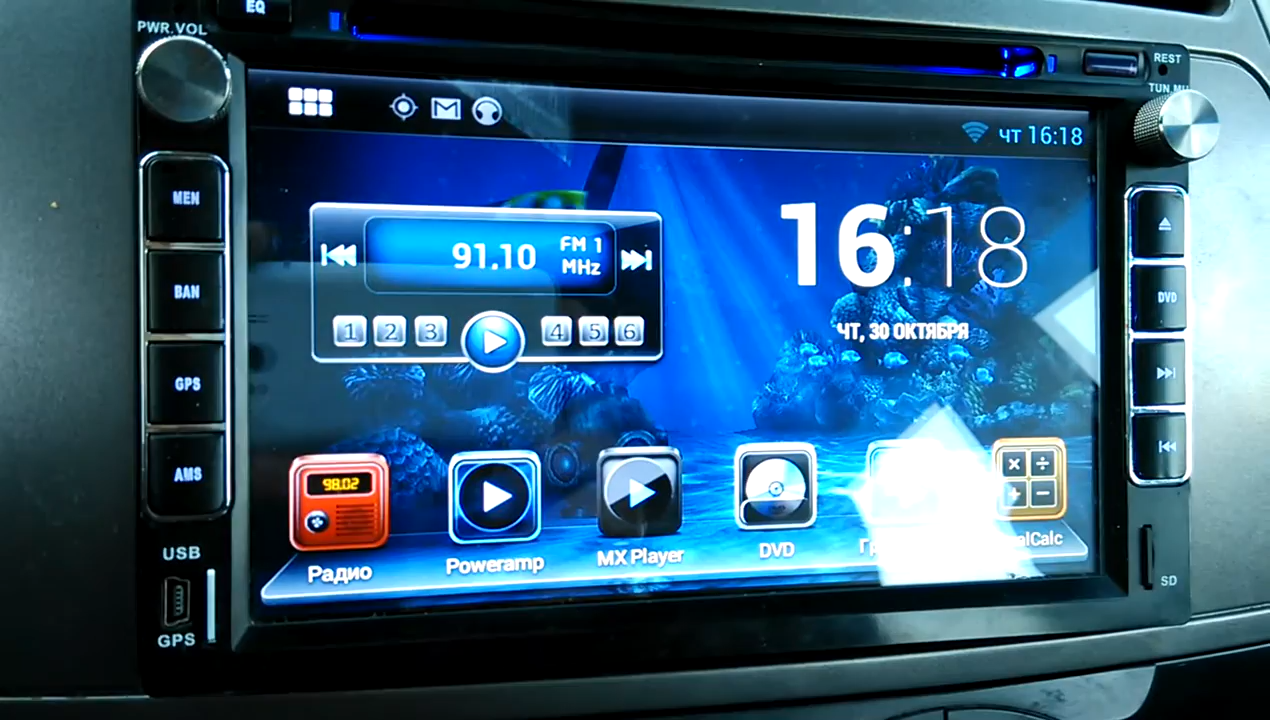 EQ
PWR.VOL
REST
TUN.MU
MEN
BAN
GPS
AMS
USB
GPS
чт 16:18
91.10
FM 1
MHz
1 2 3 4 5 6
16:18
ЧТ, 30 ОКТЯБРЯ
DVD
98.02
Радио
Poweramp
MX Player
DVD
SD